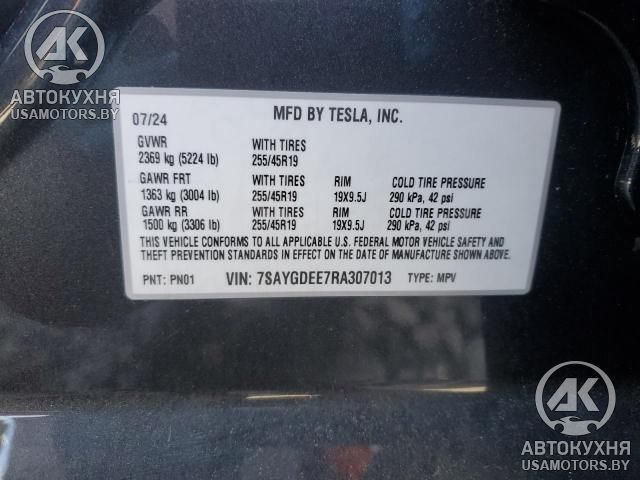 АК
АВТОКУХНЯ
USAMOTORS.BY
07/24 MFD BY TESLA, INC.
GVWR WITH TIRES
2369 kg (5224 lb) 255/45R19
GAWR FRT WITH TIRES RIM COLD TIRE PRESSURE
1363 kg (3004 lb) 255/45R19 19X9.5J 290 kPa, 42 psi
GAWR RR WITH TIRES RIM COLD TIRE PRESSURE
1500 kg (3306 lb) 255/45R19 19X9.5J 290 kPa, 42 psi
THIS VEHICLE CONFORMS TO ALL APPLICABLE U.S. FEDERAL MOTOR VEHICLE SAFETY AND
THEFT PREVENTION STANDARDS IN EFFECT ON THE DATE OF MANUFACTURE SHOWN ABOVE.
PNT: PN01 VIN: 7SAYGDEE7RA307013 TYPE: MPV
АК
АВТОКУХНЯ
USAMOTORS.BY